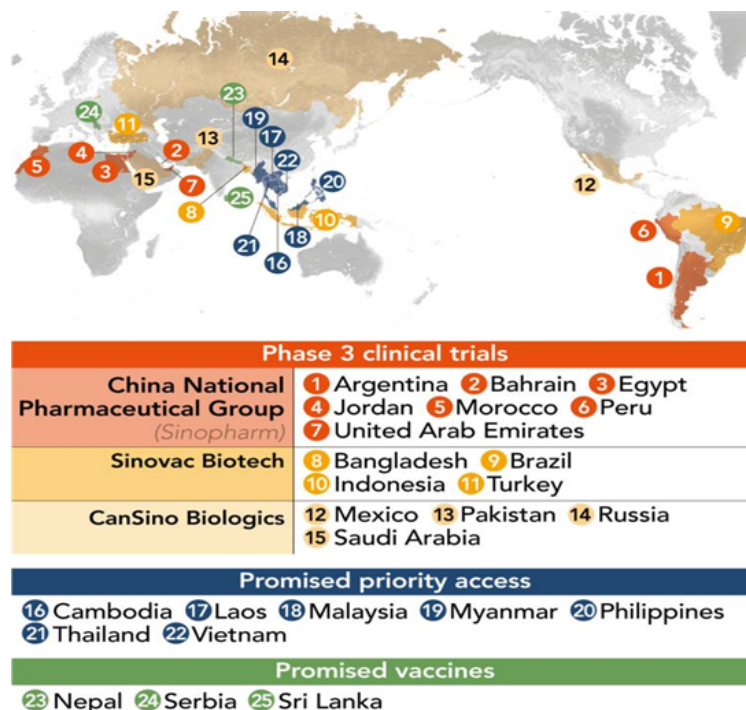 14
23
24
19
11
17
13
2
4
22
5
3
20
15
12
7
25
8
10
9
6
18
21
16
1
Phase 3 clinical trials
China National
Pharmaceutical Group
(Sinopharm)
1 Argentina 2 Bahrain 3 Egypt
4 Jordan 5 Morocco 6 Peru
7 United Arab Emirates
Sinovac Biotech
8 Bangladesh 9 Brazil
10 Indonesia 11 Turkey
CanSino Biologics
12 Mexico 13 Pakistan 14 Russia
15 Saudi Arabia
Promised priority access
16 Cambodia 17 Laos 18 Malaysia 19 Myanmar 20 Philippines
21 Thailand 22 Vietnam
Promised vaccines
23 Nepal 24 Serbia 25 Sri Lanka